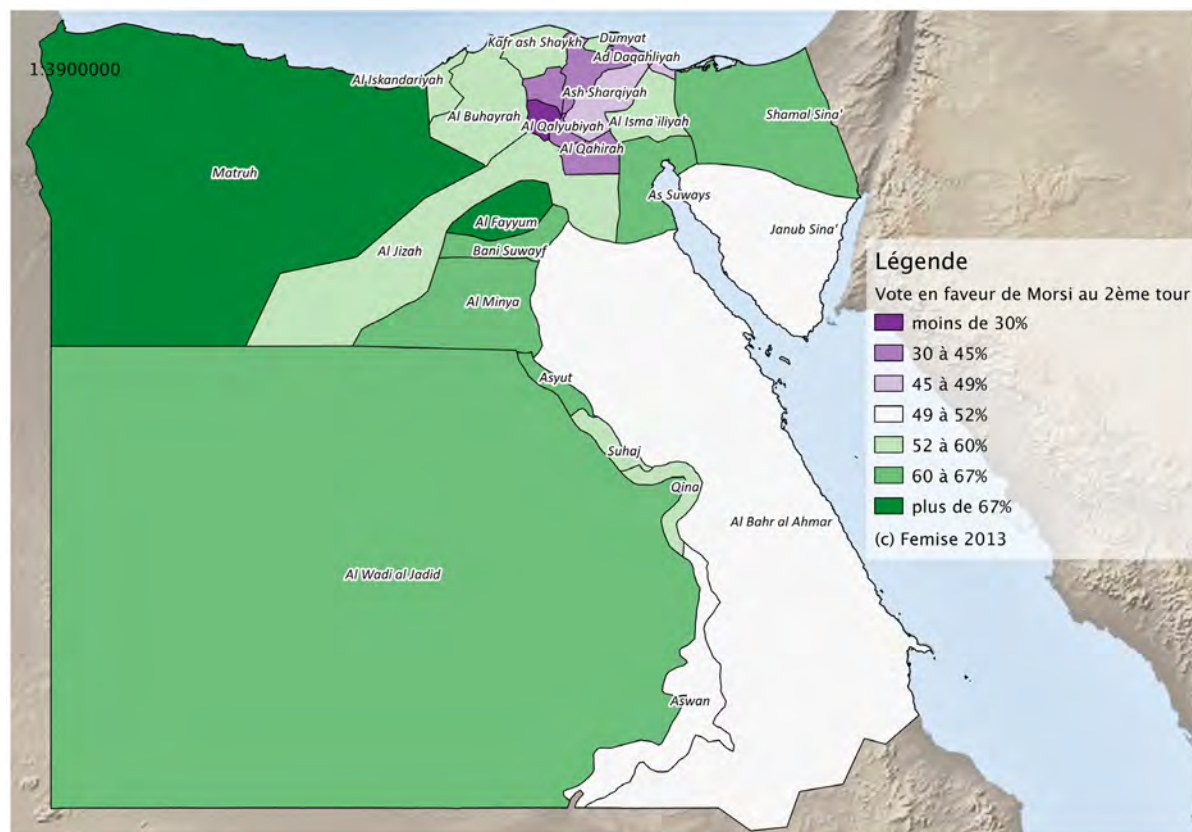 Kafr ash Shaykh
Dumyat
Ad Daqahliyah
1:3900000
Al Iskandariyah
Ash Sharqiyah
Al Buhayrah
Al Qalyubiyah
Al Isma`iliyah
Shamal Sina'
Al Qahirah
Matruh
As Suways
Al Fayyum
Janub Sina'
Al Jizah
Bani Suwayf
Al Minya
Asyut
Suhaj
Qina
Al Bahr al Ahmar
Al Wadi al Jadid
Aswan
Légende
Vote en faveur de Morsi au 2ème tour
moins de 30%
30 à 45%
45 à 49%
49 à 52%
52 à 60%
60 à 67%
plus de 67%
(c) Femise 2013